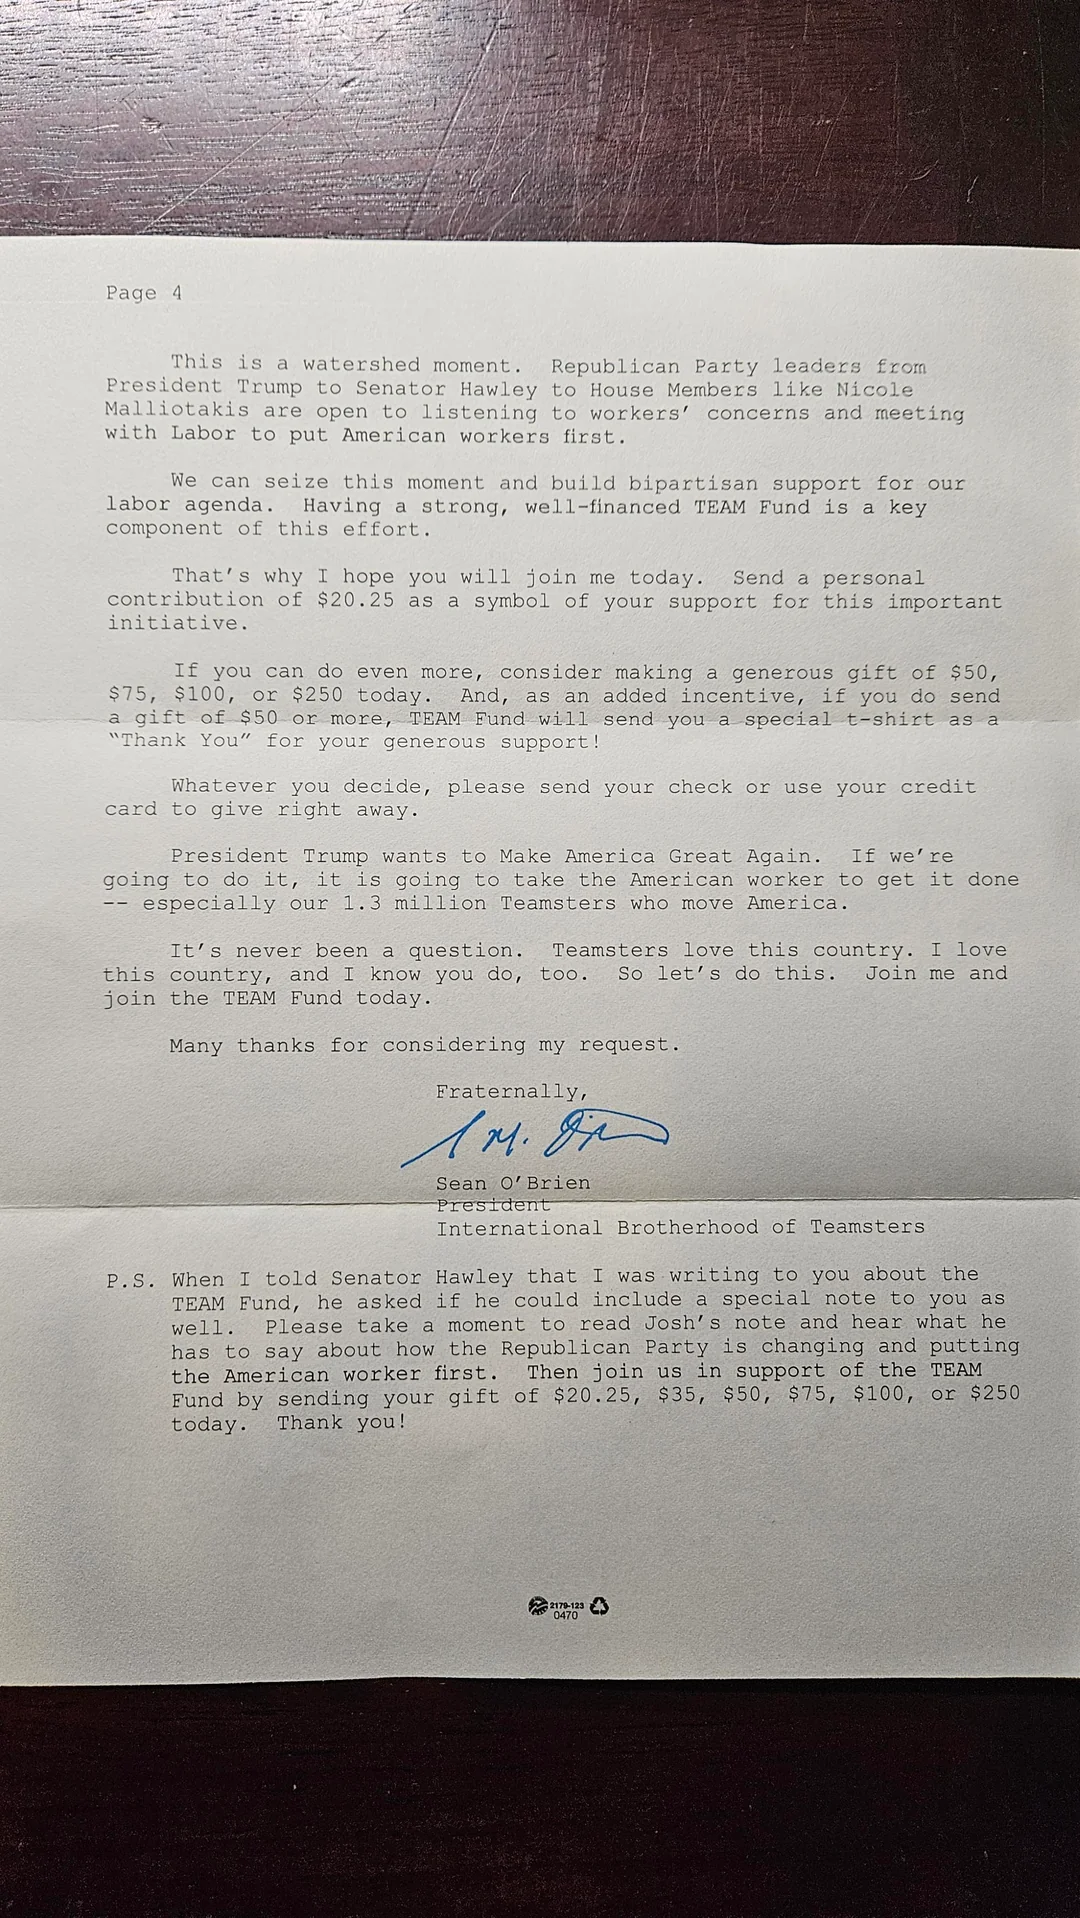 Page 4
This is a watershed moment.  Republican Party leaders from
President Trump to Senator Hawley to House Members like Nicole
Malliotakis are open to listening to workers' concerns and meeting
with Labor to put American workers first.
We can seize this moment and build bipartisan support for our
labor agenda.  Having a strong, well-financed TEAM Fund is a key
component of this effort.
That's why I hope you will join me today.  Send a personal
contribution of $20.25 as a symbol of your support for this important
initiative.
If you can do even more, consider making a generous gift of $50,
$75, $100, or $250 today.  And, as an added incentive, if you do send
a gift of $50 or more, TEAM Fund will send you a special t-shirt as a
“Thank You” for your generous support!
Whatever you decide, please send your check or use your credit
card to give right away.
President Trump wants to Make America Great Again.  If we're
going to do it, it is going to take the American worker to get it done
-- especially our 1.3 million Teamsters who move America.
It's never been a question.  Teamsters love this country. I love
this country, and I know you do, too.  So let's do this.  Join me and
join the TEAM Fund today.
Many thanks for considering my request.
Fraternally,
Sean O'Brien
President
International Brotherhood of Teamsters
P.S. When I told Senator Hawley that I was writing to you about the
TEAM Fund, he asked if he could include a special note to you as
well.  Please take a moment to read Josh's note and hear what he
has to say about how the Republican Party is changing and putting
the American worker first.  Then join us in support of the TEAM
Fund by sending your gift of $20.25, $35, $50, $75, $100, or $250
today.  Thank you!
2179-123
0470